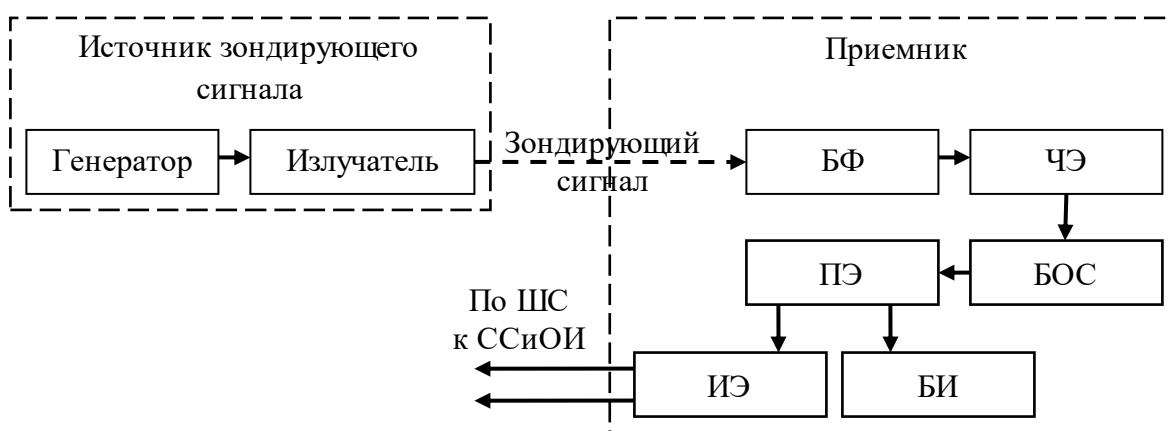 Источник зондирующего
сигнала
Генератор
Излучатель
Зондирующий
сигнал
Приемник
БФ
ЧЭ
ПЭ
БОС
По ШС
к ССиОИ
ИЭ
БИ